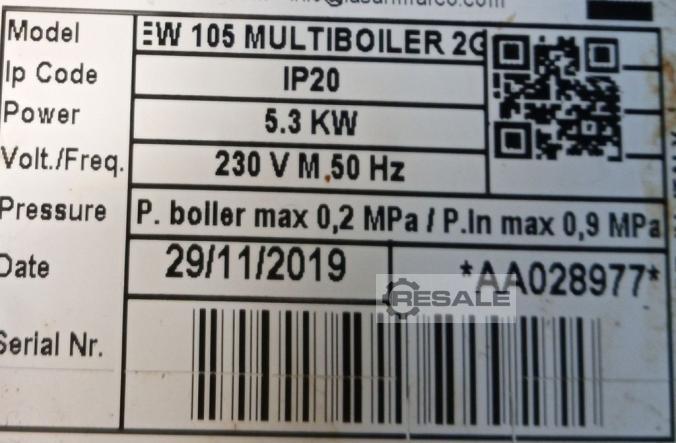 Model EW 105 MULTIBOILER 2G
Ip Code IP20
Power 5.3 KW
Volt./Freq. 230 V M.50 Hz
Pressure P. boiler max 0,2 MPa / P.In max 0,9 MPa
Date 29/11/2019 *AA028977*
RESALE
Serial Nr.